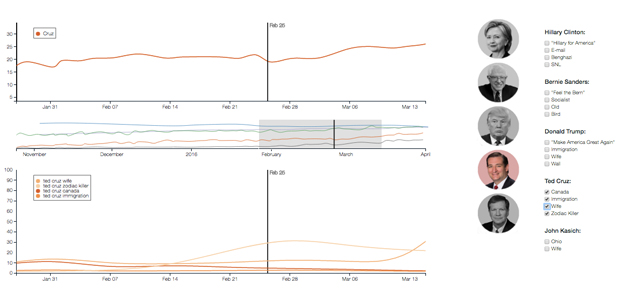 Feb 26
30
Cruz
25
20
15
10
5
Jan 31
Feb 07
Feb 14
Feb 21
Feb 28
Mar 06
Mar 13
November
December
2016
February
March
April
Feb 26
100
ted cruz wife
90
ted cruz zodiac killer
80
ted cruz canada
ted cruz immigration
70
60
50
40
30
20
10
0
Jan 31
Feb 07
Feb 14
Feb 21
Feb 28
Mar 06
Mar 13
Hillary Clinton:
"Hillary for America"
E-mail
Benghazi
SNL
Bernie Sanders:
"Feel the Bern"
Socialist
Old
Bird
Donald Trump:
"Make America Great Again"
Immigration
Wife
Wall
Ted Cruz:
Canada
Immigration
Wife
Zodiac Killer
John Kasich:
Ohio
Wife